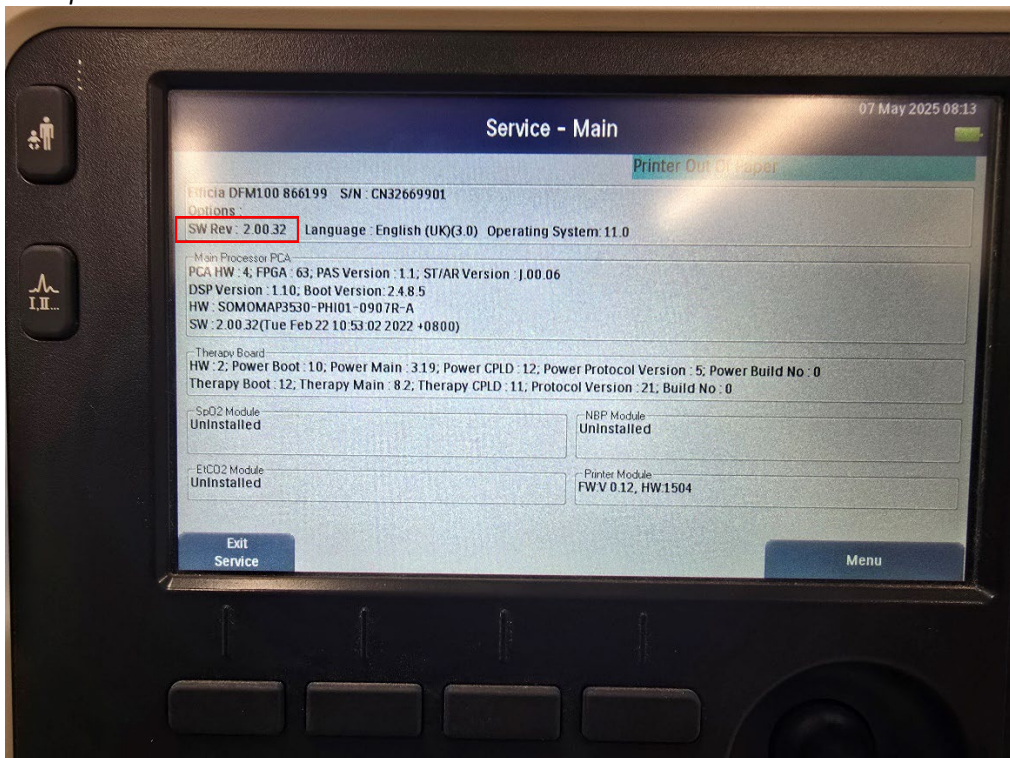 07 May 2025 08:13
Service - Main
Printer Out Of Paper
Efficia DFM100 866199 S/N : CN32669901
Options :
SW Rev : 2.00.32 Language : English (UK)(3.0) Operating System: 11.0
Main Processor PCA
PCA HW : 4; FPGA : 63; PAS Version : 1.1; ST/AR Version : J.00.06
DSP Version : 1.10; Boot Version: 2.4.8.5
HW : SOMOMAP3530-PHI01-0907R-A
SW : 2.00.32(Tue Feb 22 10:53:02 2022 +0800)
Therapy Board
HW : 2; Power Boot : 10; Power Main : 3.19; Power CPLD : 12; Power Protocol Version : 5; Power Build No : 0
Therapy Boot : 12; Therapy Main : 8.2; Therapy CPLD : 11; Protocol Version : 21; Build No : 0
SpO2 Module
Uninstalled
NBP Module
Uninstalled
EtCO2 Module
Uninstalled
Printer Module
FW:V 0.12, HW:1504
Exit
Service
Menu
I,II...